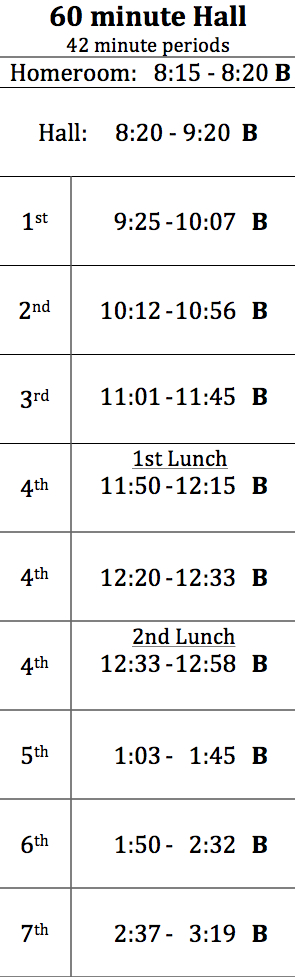 60 minute Hall
42 minute periods
Homeroom: 8:15 - 8:20 B
Hall: 8:20 - 9:20 B
1st 9:25 -10:07 B
2nd 10:12 -10:56 B
3rd 11:01 -11:45 B
1st Lunch
4th 11:50 -12:15 B
4th 12:20 -12:33 B
2nd Lunch
4th 12:33 -12:58 B
5th 1:03 - 1:45 B
6th 1:50 - 2:32 B
7th 2:37 - 3:19 B